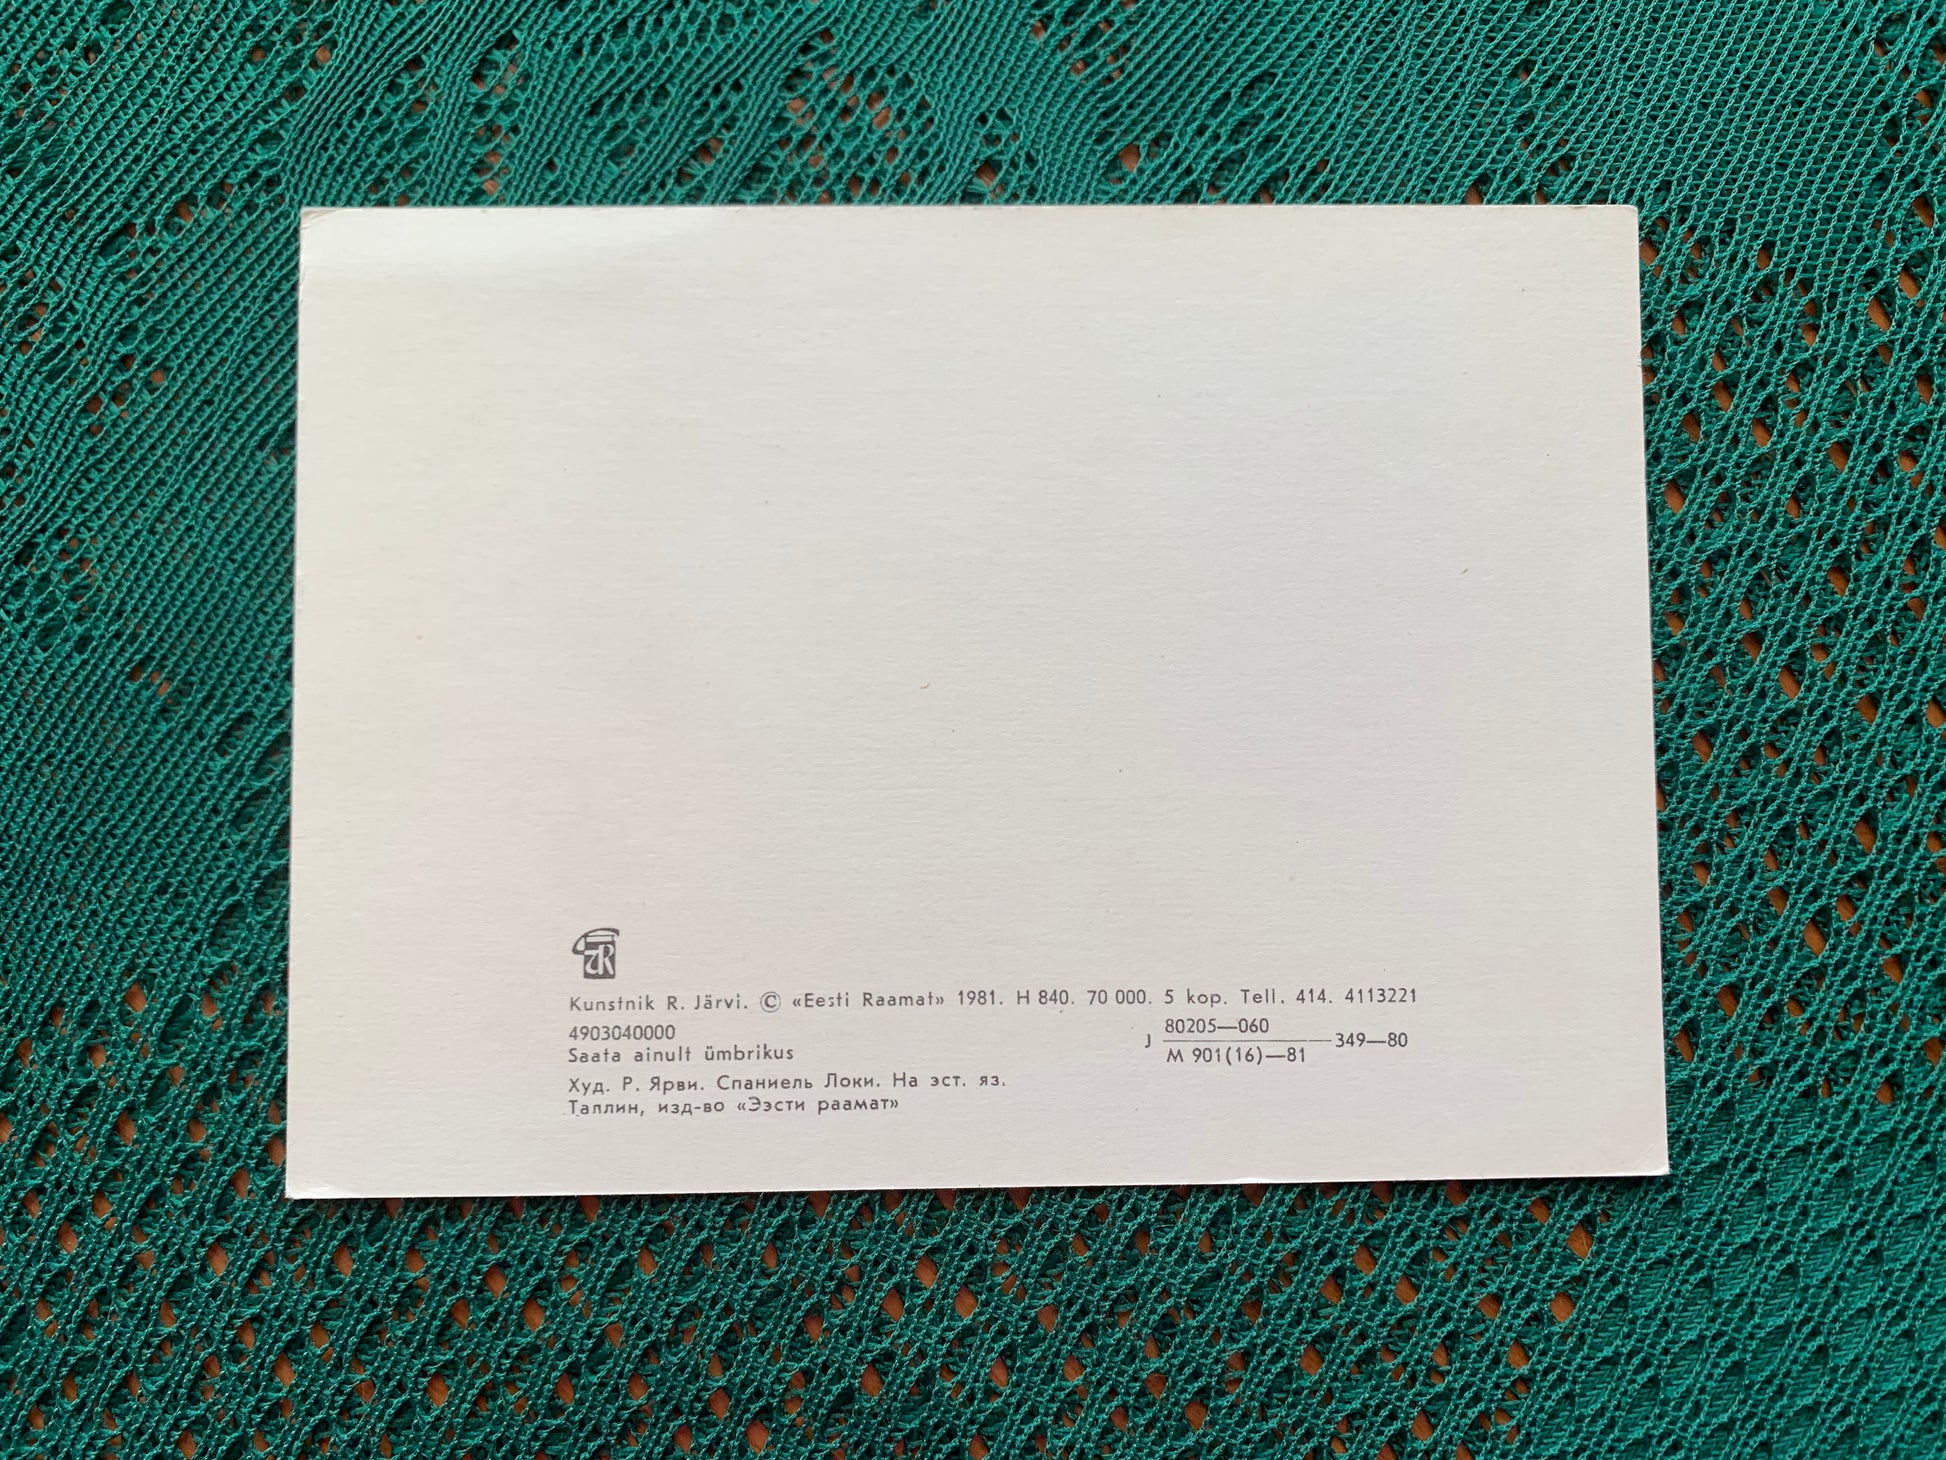 Kunstnik R. Järvi. © «Eesti Raamat» 1981. H 840. 70 000. 5 kop. Tell. 414. 4113221
4903040000
Saata ainult ümbrikus
J 80205—060 349—80
M 901(16)—81
Худ. Р. Ярви. Спаниель Локи. На эст. яз.
Таллин, изд-во «Ээсти раамат»